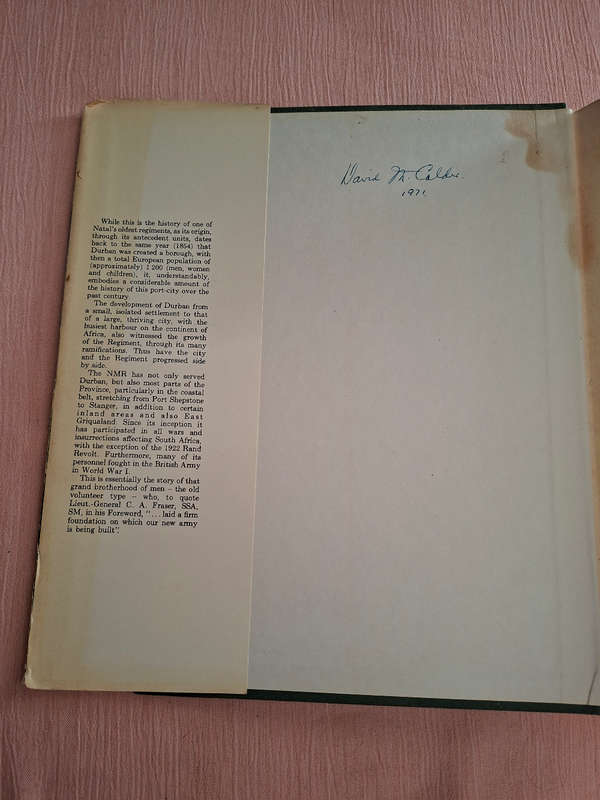 While this is the history of one of
Natal's oldest regiments, as its origin,
through its antecedent units, dates
back to the same year (1854) that
Durban was created a borough, with
then a total European population of
(approximately) 1 200 (men, women
and children), it, understandably,
embodies a considerable amount of
the history of this port-city over the
past century.
The development of Durban from
a small, isolated settlement to that
of a large, thriving city, with the
busiest harbour on the continent of
Africa, also witnessed the growth
of the Regiment, through its many
ramifications. Thus have the city
and the Regiment progressed side
by side.
The NMR has not only served
Durban, but also most parts of the
Province, particularly in the coastal
belt, stretching from Port Shepstone
to Stanger, in addition to certain
inland areas and also East
Griqualand. Since its inception it
has participated in all wars and
insurrections affecting South Africa,
with the exception of the 1922 Rand
Revolt. Furthermore, many of its
personnel fought in the British Army
in World War I.
This is essentially the story of that
grand brotherhood of men – the old
volunteer type – who, to quote
Lieut.-General C. A. Fraser, SSA,
SM, in his Foreword, "... laid a firm
foundation on which our new army
is being built".
David M. 
1971